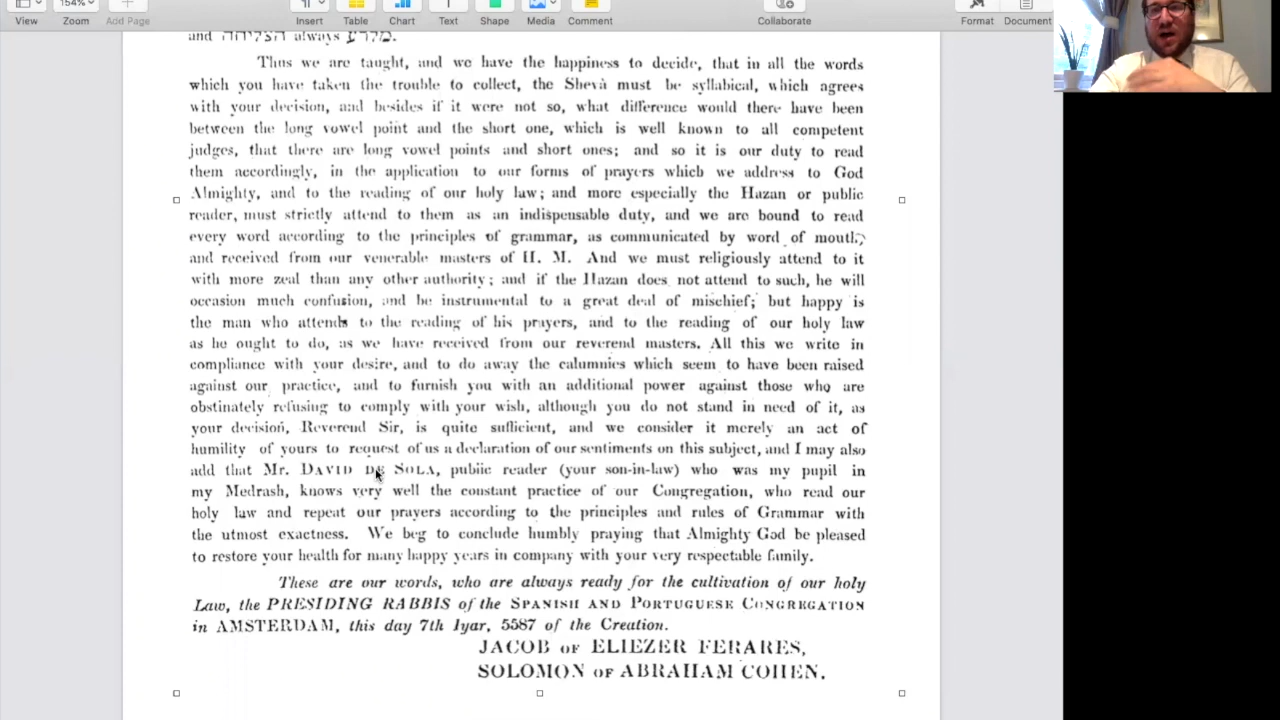 154%
View
Zoom
Add Page
Insert
Table
Chart
Text
Shape
Media
Comment
Collaborate
Format
Document
and הצליחה always מלרע.
Thus we are taught, and we have the happiness to decide, that in all the words
which you have taken the trouble to collect, the Shevà must be syllabical, which agrees
with your decision, and besides if it were not so, what difference would there have been
between the long vowel point and the short one, which is well known to all competent
judges, that there are long vowel points and short ones; and so it is our duty to read
them accordingly, in the application to our forms of prayers which we address to God
Almighty, and to the reading of our holy law; and more especially the Hazan or public
reader, must strictly attend to them as an indispensable duty, and we are bound to read
every word according to the principles of grammar, as communicated by word of mouth,
and received from our venerable masters of H. M. And we must religiously attend to it
with more zeal than any other authority; and if the Hazan does not attend to such, he will
occasion much confusion, and be instrumental to a great deal of mischief; but happy is
the man who attends to the reading of his prayers, and to the reading of our holy law
as he ought to do, as we have received from our reverend masters. All this we write in
compliance with your desire, and to do away the calumnies which seem to have been raised
against our practice, and to furnish you with an additional power against those who are
obstinately refusing to comply with your wish, although you do not stand in need of it, as
your decision, Reverend Sir, is quite sufficient, and we consider it merely an act of
humility of yours to request of us a declaration of our sentiments on this subject, and I may also
add that Mr. DAVID DE SOLA, public reader (your son-in-law) who was my pupil in
my Medrash, knows very well the constant practice of our Congregation, who read our
holy law and repeat our prayers according to the principles and rules of Grammar with
the utmost exactness. We beg to conclude humbly praying that Almighty God be pleased
to restore your health for many happy years in company with your very respectable family.
These are our words, who are always ready for the cultivation of our holy
Law, the PRESIDING RABBIS of the SPANISH AND PORTUGUESE CONGREGATION
in AMSTERDAM, this day 7th Iyar, 5587 of the Creation.
JACOB OF ELIEZER FERARES,
SOLOMON OF ABRAHAM COHEN.